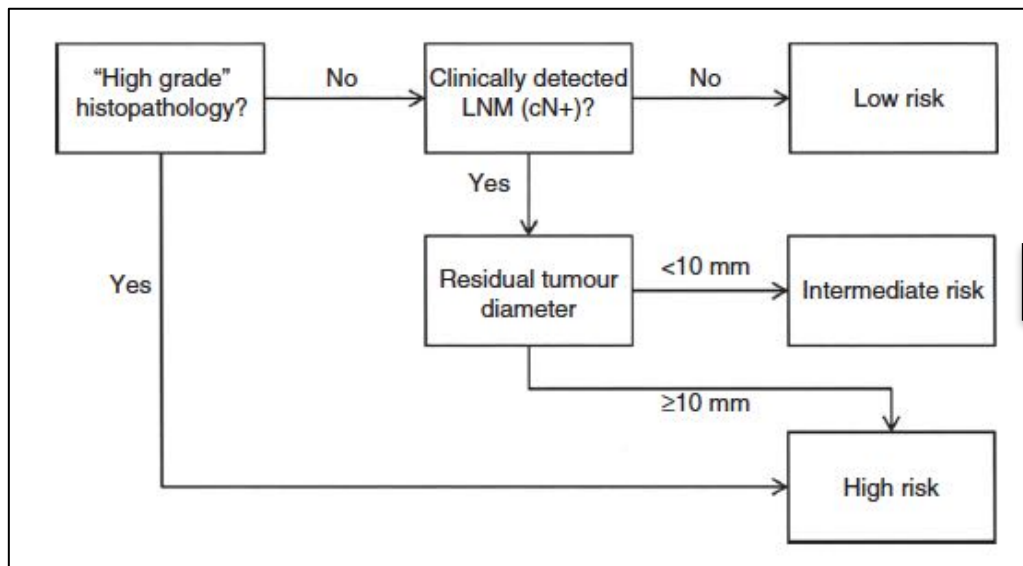 “High grade”
histopathology?
No
Clinically detected
LNM (cN+)?
No
Low risk
Yes
Yes
Residual tumour
diameter
<10 mm
Intermediate risk
≥10 mm
High risk